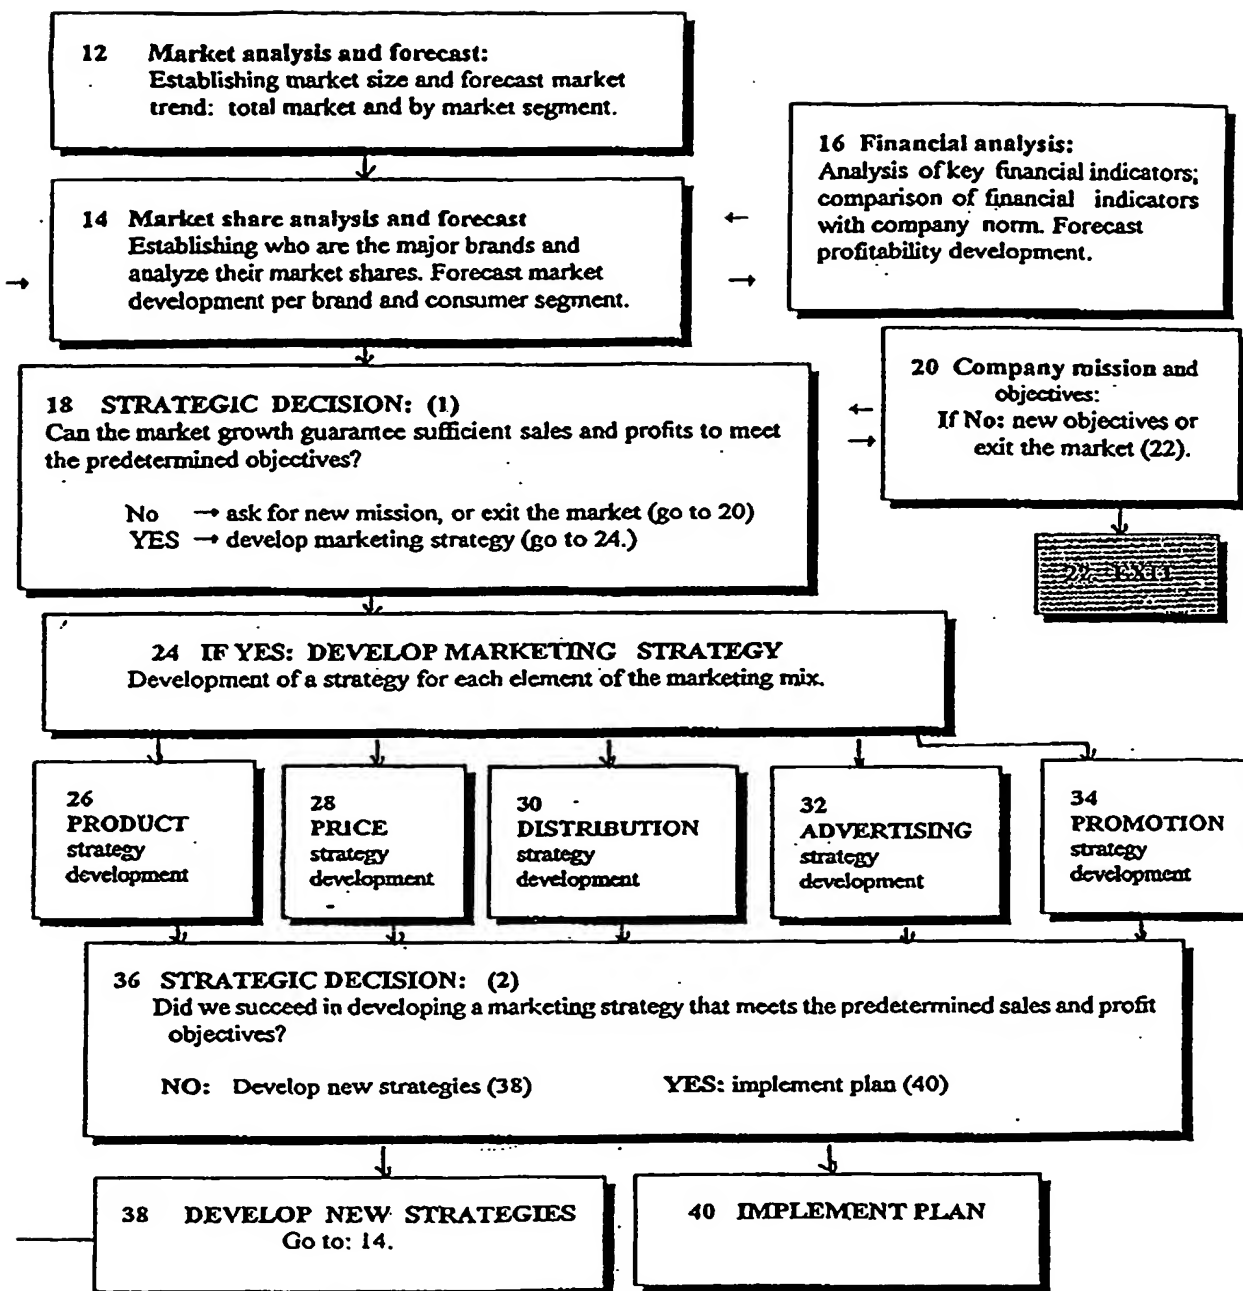 12 Market analysis and forecast:
Establishing market size and forecast market
trend: total market and by market segment.
16 Financial analysis:
Analysis of key financial indicators;
comparison of financial indicators
with company norm. Forecast
profitability development.
14 Market share analysis and forecast
Establishing who are the major brands and
analyze their market shares. Forecast market
development per brand and consumer segment.
20 Company mission and
objectives:
If No: new objectives or
exit the market (22).
18 STRATEGIC DECISION: (1)
Can the market growth guarantee sufficient sales and profits to meet
the predetermined objectives?
No → ask for new mission, or exit the market (go to 20)
YES → develop marketing strategy (go to 24.)
22 EXIT
24 IF YES: DEVELOP MARKETING STRATEGY
Development of a strategy for each element of the marketing mix.
26
PRODUCT
strategy
development
28
PRICE
strategy
development
30
DISTRIBUTION
strategy
development
32
ADVERTISING
strategy
development
34
PROMOTION
strategy
development
36 STRATEGIC DECISION: (2)
Did we succeed in developing a marketing strategy that meets the predetermined sales and profit
objectives?
NO: Develop new strategies (38) YES: implement plan (40)
38 DEVELOP NEW STRATEGIES
Go to: 14.
40 IMPLEMENT PLAN